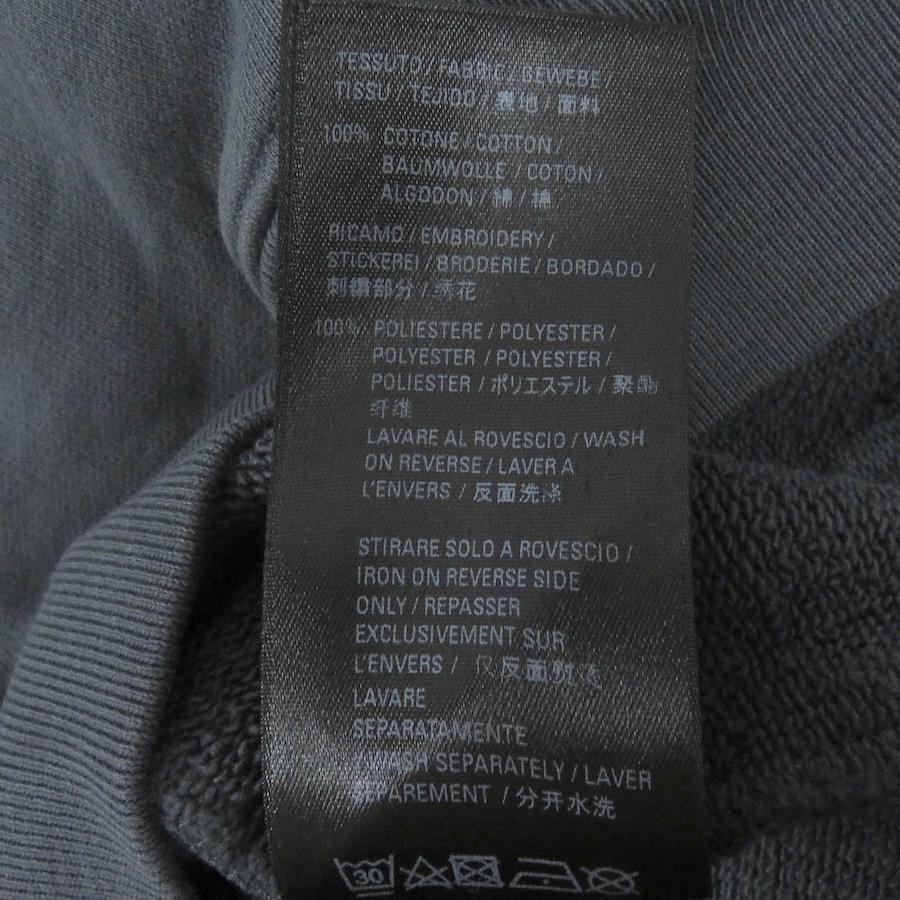 TESSUTO / FABRIC / GEWEBE /
TISSU / TEJIDO / 表地 / 面料
100% COTONE / COTTON /
BAUMWOLLE / COTON /
ALGODON / 綿 / 棉
RICAMO / EMBROIDERY /
STICKEREI / BRODERIE / BORDADO /
刺繍部分 / 绣花
100% POLIESTERE / POLYESTER /
POLYESTER / POLYESTER /
POLIESTER / ポリエステル / 聚酯
纤维
LAVARE AL ROVESCIO / WASH
ON REVERSE / LAVER A
L'ENVERS / 反面洗涤
STIRARE SOLO A ROVESCIO /
IRON ON REVERSE SIDE
ONLY / REPASSER
EXCLUSIVEMENT SUR
L'ENVERS / 仅反面熨烫
LAVARE
SEPARATAMENTE
/ WASH SEPARATELY / LAVER
SEPAREMENT / 分开水洗
30